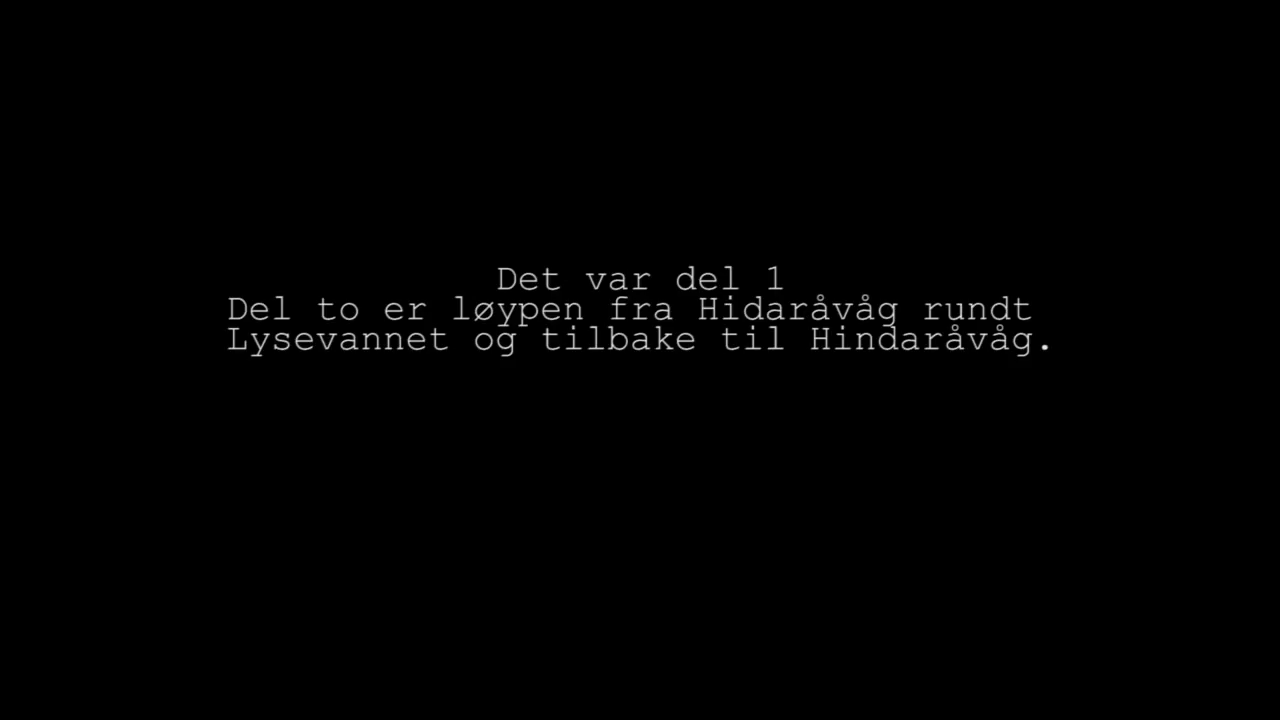 Det var del 1
Del to er løypen fra Hidaråvåg rundt
Lysevannet og tilbake til Hindaråvåg.